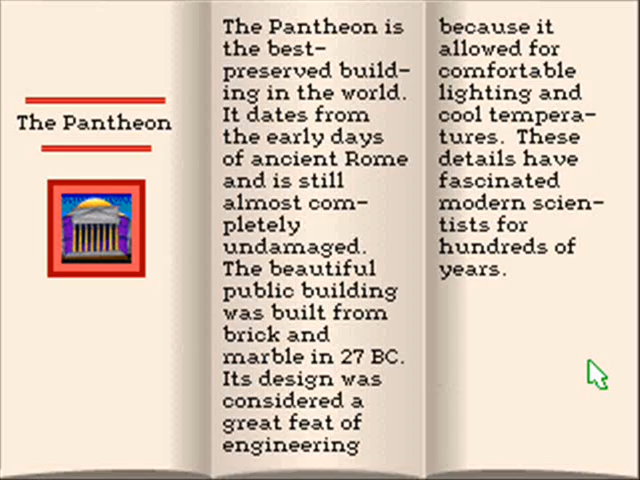 The Pantheon
The Pantheon is
the best-
preserved build-
ing in the world.
It dates from
the early days
of ancient Rome
and is still
almost com-
pletely
undamaged.
The beautiful
public building
was built from
brick and
marble in 27 BC.
Its design was
considered a
great feat of
engineering
because it
allowed for
comfortable
lighting and
cool tempera-
tures.  These
details have
fascinated
modern scien-
tists for
hundreds of
years.